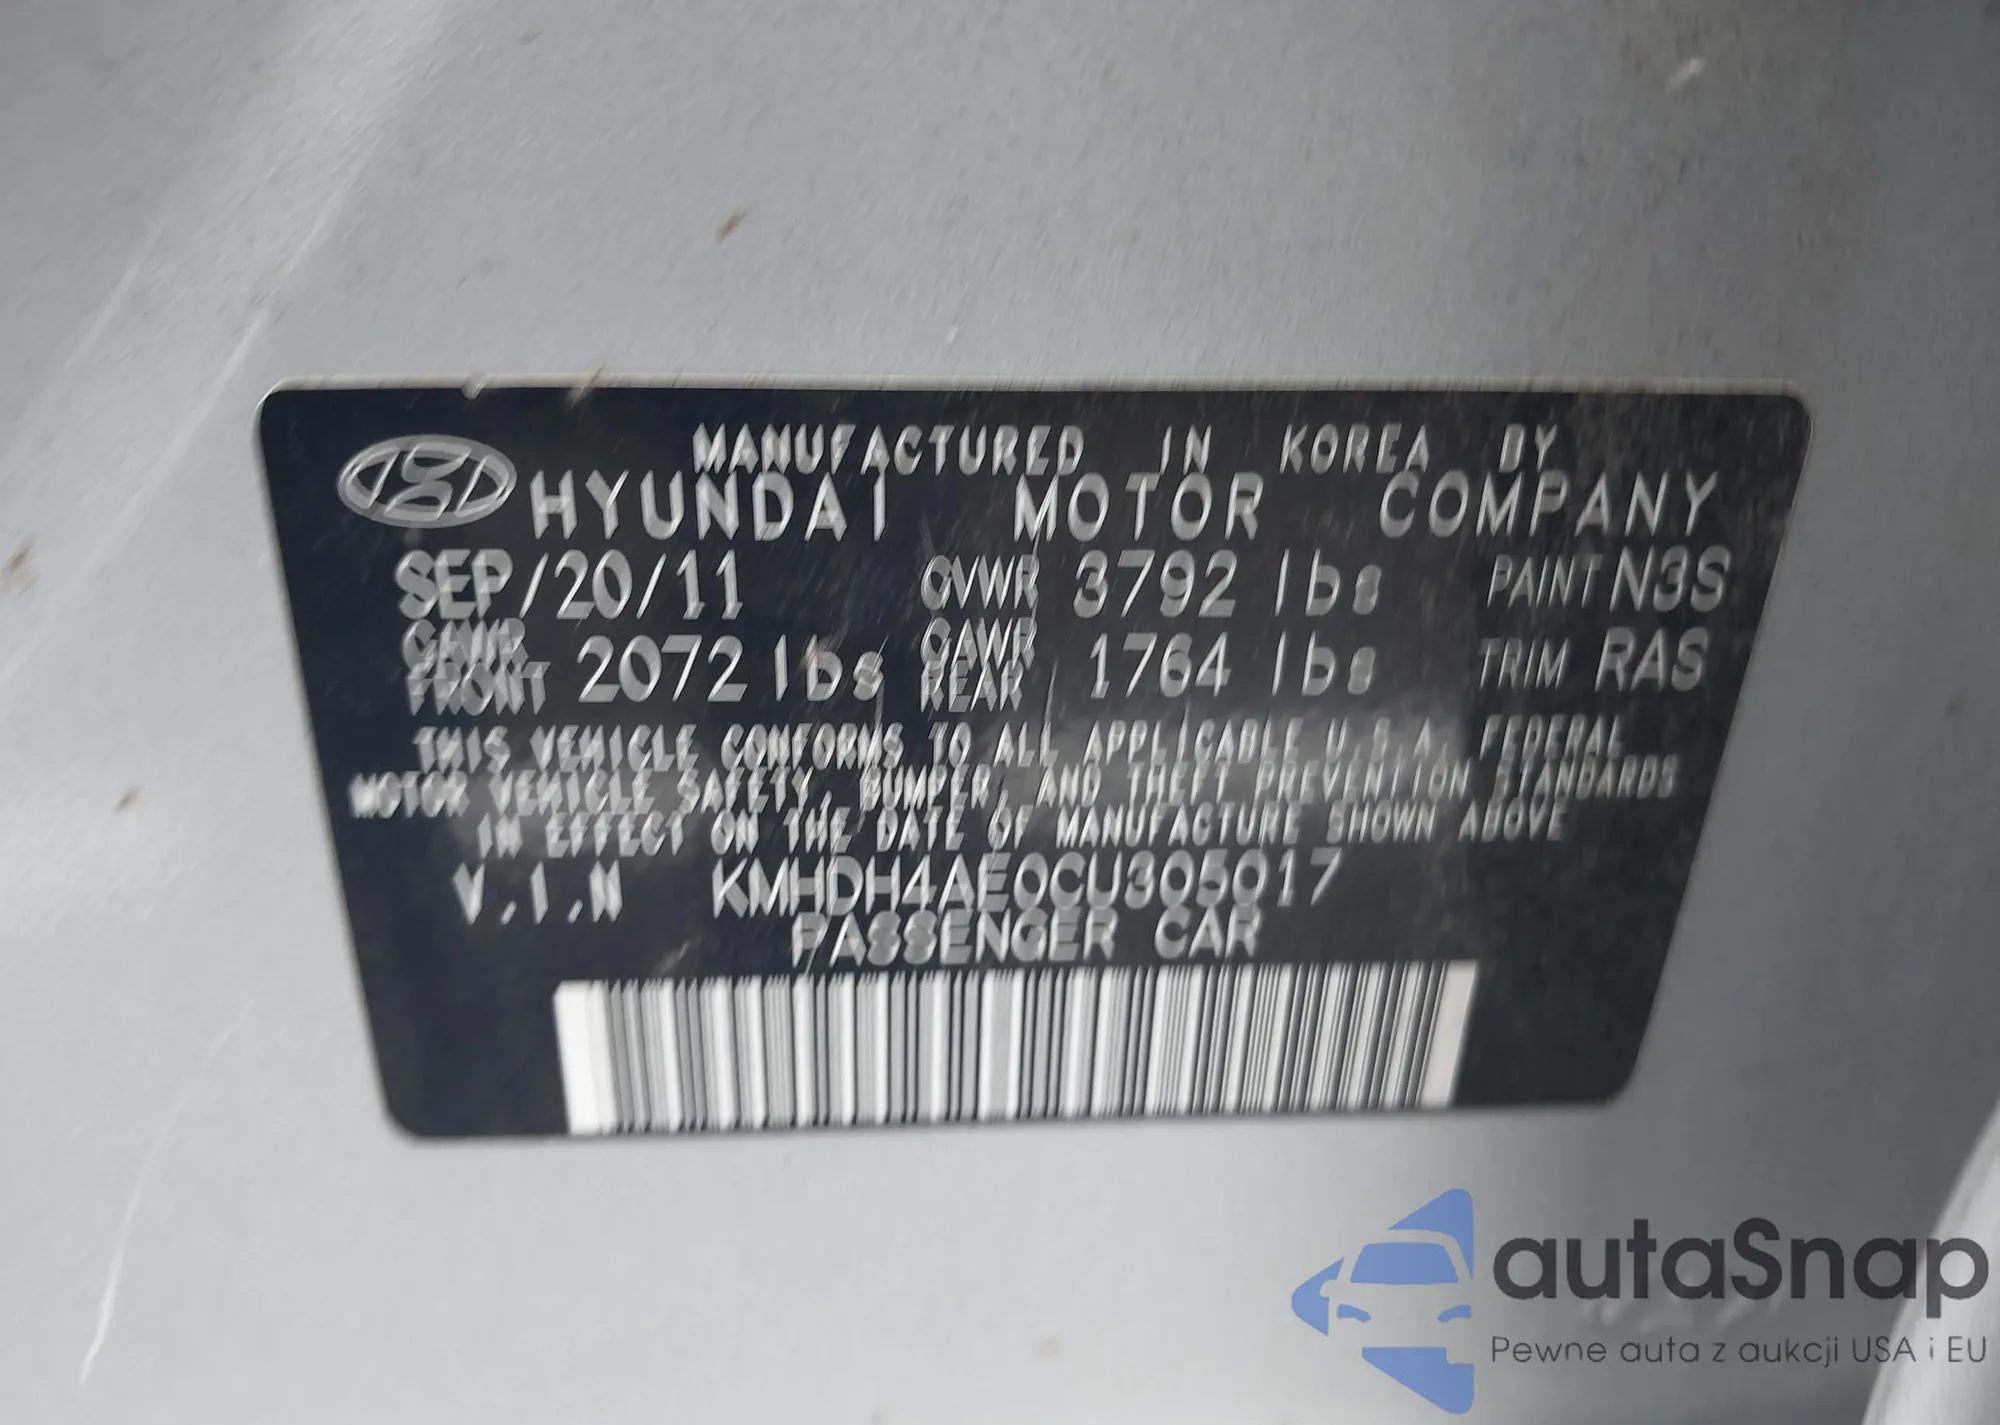 MANUFACTURED IN KOREA BY
HYUNDAI MOTOR COMPANY
SEP/20/11 GVWR 3792 lbs PAINT N3S
GAWR FRONT 2072 lbs GAWR REAR 1764 lbs TRIM RAS
THIS VEHICLE CONFORMS TO ALL APPLICABLE U.S.A. FEDERAL
MOTOR VEHICLE SAFETY, BUMPER, AND THEFT PREVENTION STANDARDS
IN EFFECT ON THE DATE OF MANUFACTURE SHOWN ABOVE
V.I.N KMHDH4AE0CU305017
PASSENGER CAR
autaSnap
Pewne auta z aukcji USA i EU